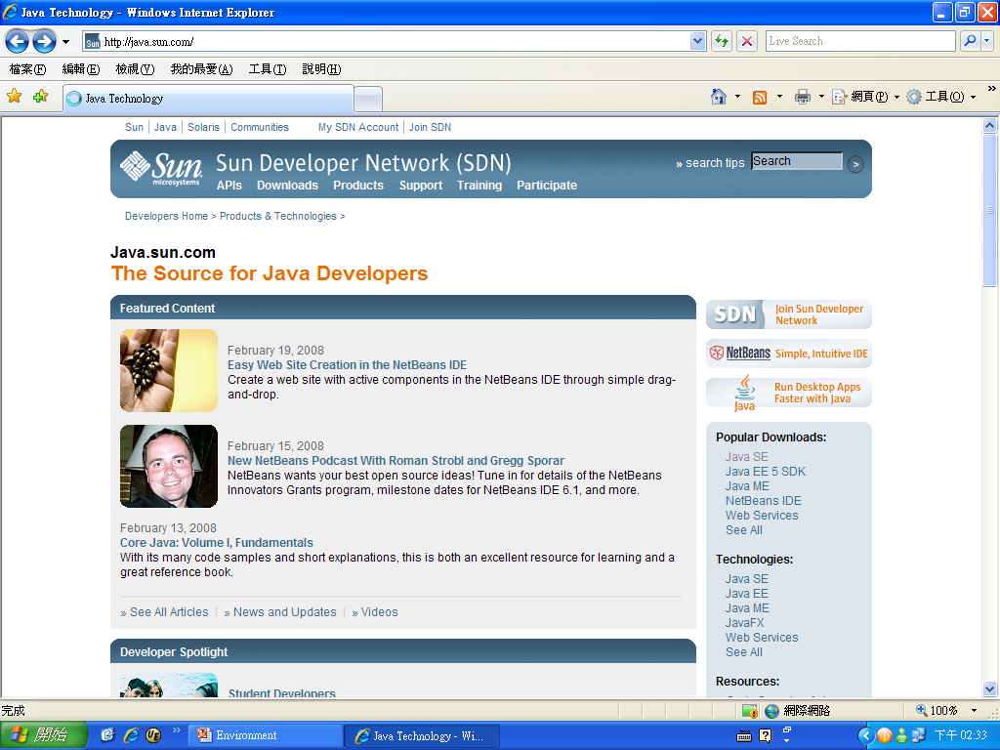 Java Technology - Windows Internet Explorer
Sun http://java.sun.com/
Live Search
檔案(F) 編輯(E) 檢視(V) 我的最愛(A) 工具(T) 說明(H)
Java Technology
網頁(P) 工具(O) »
Sun | Java | Solaris | Communities My SDN Account | Join SDN
Sun microsystems
Sun Developer Network (SDN)
» search tips Search >
APIs Downloads Products Support Training Participate
Developers Home > Products & Technologies >
Java.sun.com
The Source for Java Developers
Featured Content
February 19, 2008
Easy Web Site Creation in the NetBeans IDE
Create a web site with active components in the NetBeans IDE through simple drag-
and-drop.
February 15, 2008
New NetBeans Podcast With Roman Strobl and Gregg Sporar
NetBeans wants your best open source ideas! Tune in for details of the NetBeans
Innovators Grants program, milestone dates for NetBeans IDE 6.1, and more.
February 13, 2008
Core Java: Volume I, Fundamentals
With its many code samples and short explanations, this is both an excellent resource for learning and a
great reference book.
» See All Articles | » News and Updates | » Videos
Developer Spotlight
Student Developers
SDN Join Sun Developer
Network
NetBeans Simple, Intuitive IDE
Java Run Desktop Apps
Faster with Java
Popular Downloads:
Java SE
Java EE 5 SDK
Java ME
NetBeans IDE
Web Services
See All
Technologies:
Java SE
Java EE
Java ME
JavaFX
Web Services
See All
Resources:
完成
網際網路
100%
開始
» Environment
Java Technology - Wi...
下午 02:33